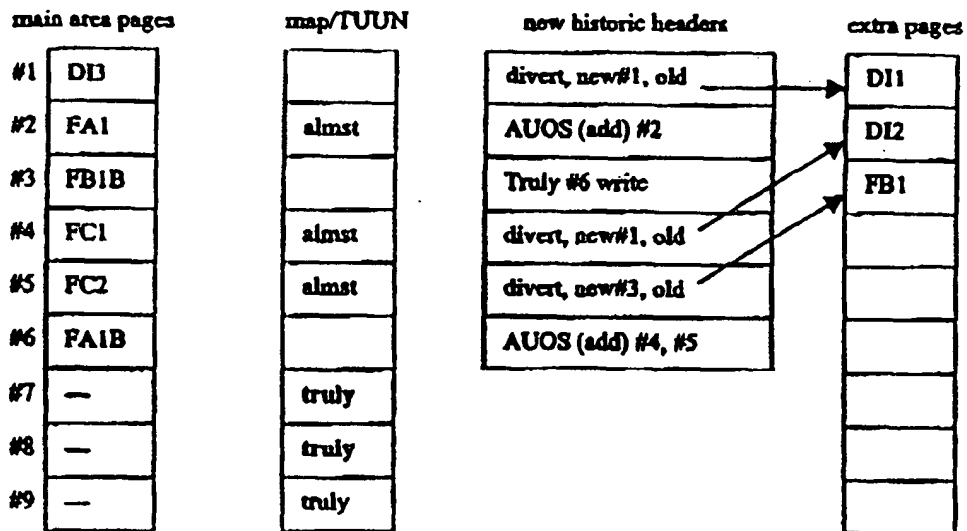 main area pages map/TUUN now historic headers extra pages
#1 DI3 divert, new#1, old DI1
#2 FA1 almst AUOS (add) #2 DI2
#3 FB1B Truly #6 write FB1
#4 FC1 almst divert, new#1, old
#5 FC2 almst divert, new#3, old
#6 FA1B AUOS (add) #4, #5
#7 — truly
#8 — truly
#9 — truly